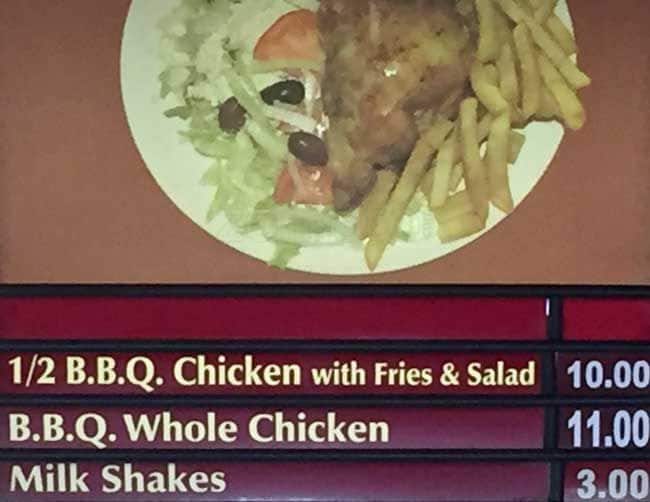 1/2 B.B.Q. Chicken with Fries & Salad 10.00
B.B.Q. Whole Chicken 11.00
Milk Shakes 3.00